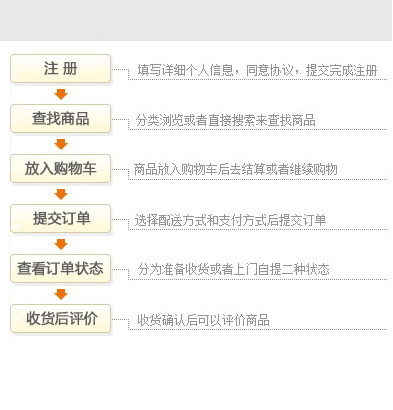 注 册
填写详细个人信息，同意协议，提交完成注册
查找商品
分类浏览或者直接搜索来查找商品
放入购物车
商品放入购物车后去结算或者继续购物
提交订单
选择配送方式和支付方式后提交订单
查看订单状态
分为准备收货或者上门自提二种状态
收货后评价
收货确认后可以评价商品